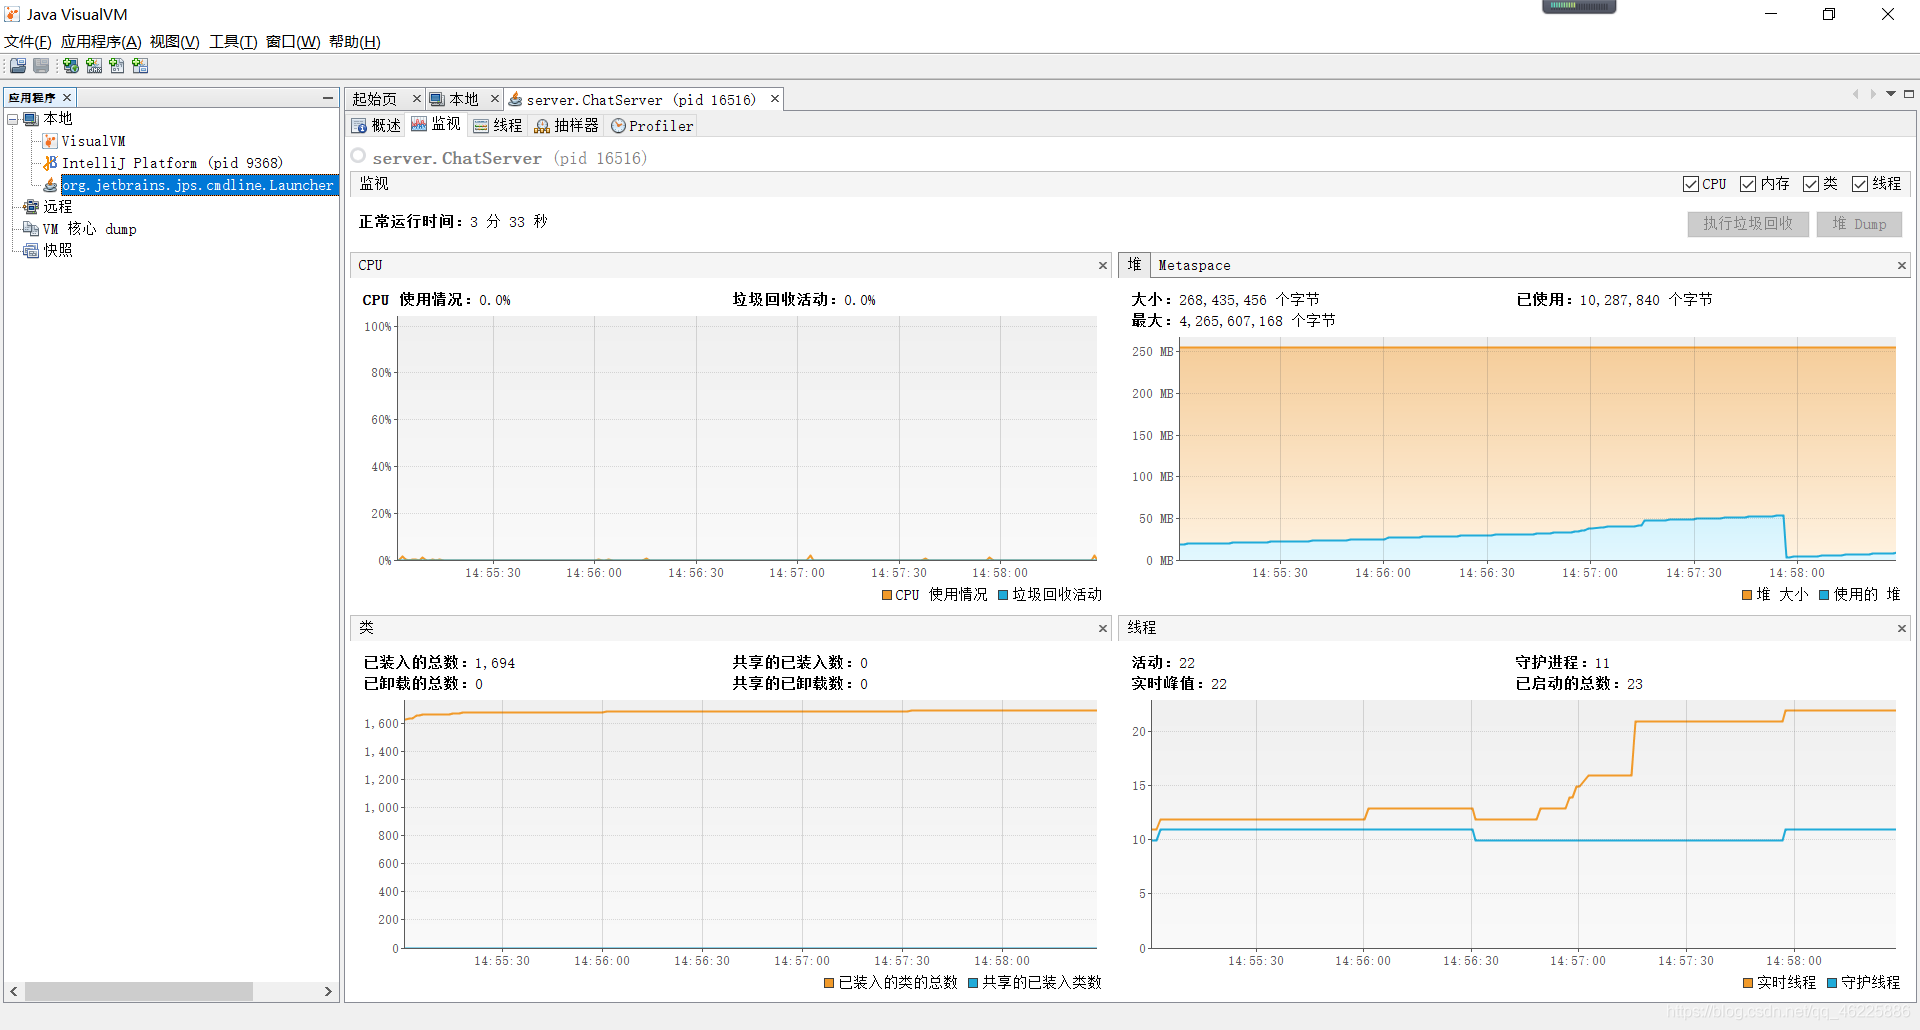 Java VisualVM
文件(F) 应用程序(A) 视图(V) 工具(T) 窗口(W) 帮助(H)
应用程序
本地
VisualVM
IntelliJ Platform (pid 9368)
org.jetbrains.jps.cmdline.Launcher
远程
VM 核心 dump
快照
起始页 本地 server.ChatServer (pid 16516)
概述 监视 线程 抽样器 Profiler
server.ChatServer (pid 16516)
监视 CPU 内存 类 线程
正常运行时间: 3 分 33 秒 执行垃圾回收 堆 Dump
CPU
CPU 使用情况: 0.0% 垃圾回收活动: 0.0%
100%
80%
60%
40%
20%
0%
14:55:30 14:56:00 14:56:30 14:57:00 14:57:30 14:58:00
CPU 使用情况 垃圾回收活动
堆 Metaspace
大小: 268,435,456 个字节 已使用: 10,287,840 个字节
最大: 4,265,607,168 个字节
250 MB
200 MB
150 MB
100 MB
50 MB
0 MB
14:55:30 14:56:00 14:56:30 14:57:00 14:57:30 14:58:00
堆 大小 使用的 堆
类
已装入的总数: 1,694 共享的已装入数: 0
已卸载的总数: 0 共享的已卸载数: 0
1,600
1,400
1,200
1,000
800
600
400
200
0
14:55:30 14:56:00 14:56:30 14:57:00 14:57:30 14:58:00
已装入的类的总数 共享的已装入类数
线程
活动: 22 守护进程: 11
实时峰值: 22 已启动的总数: 23
20
15
10
5
0
14:55:30 14:56:00 14:56:30 14:57:00 14:57:30 14:58:00
实时线程 守护线程
https://blog.csdn.net/qq_46225886